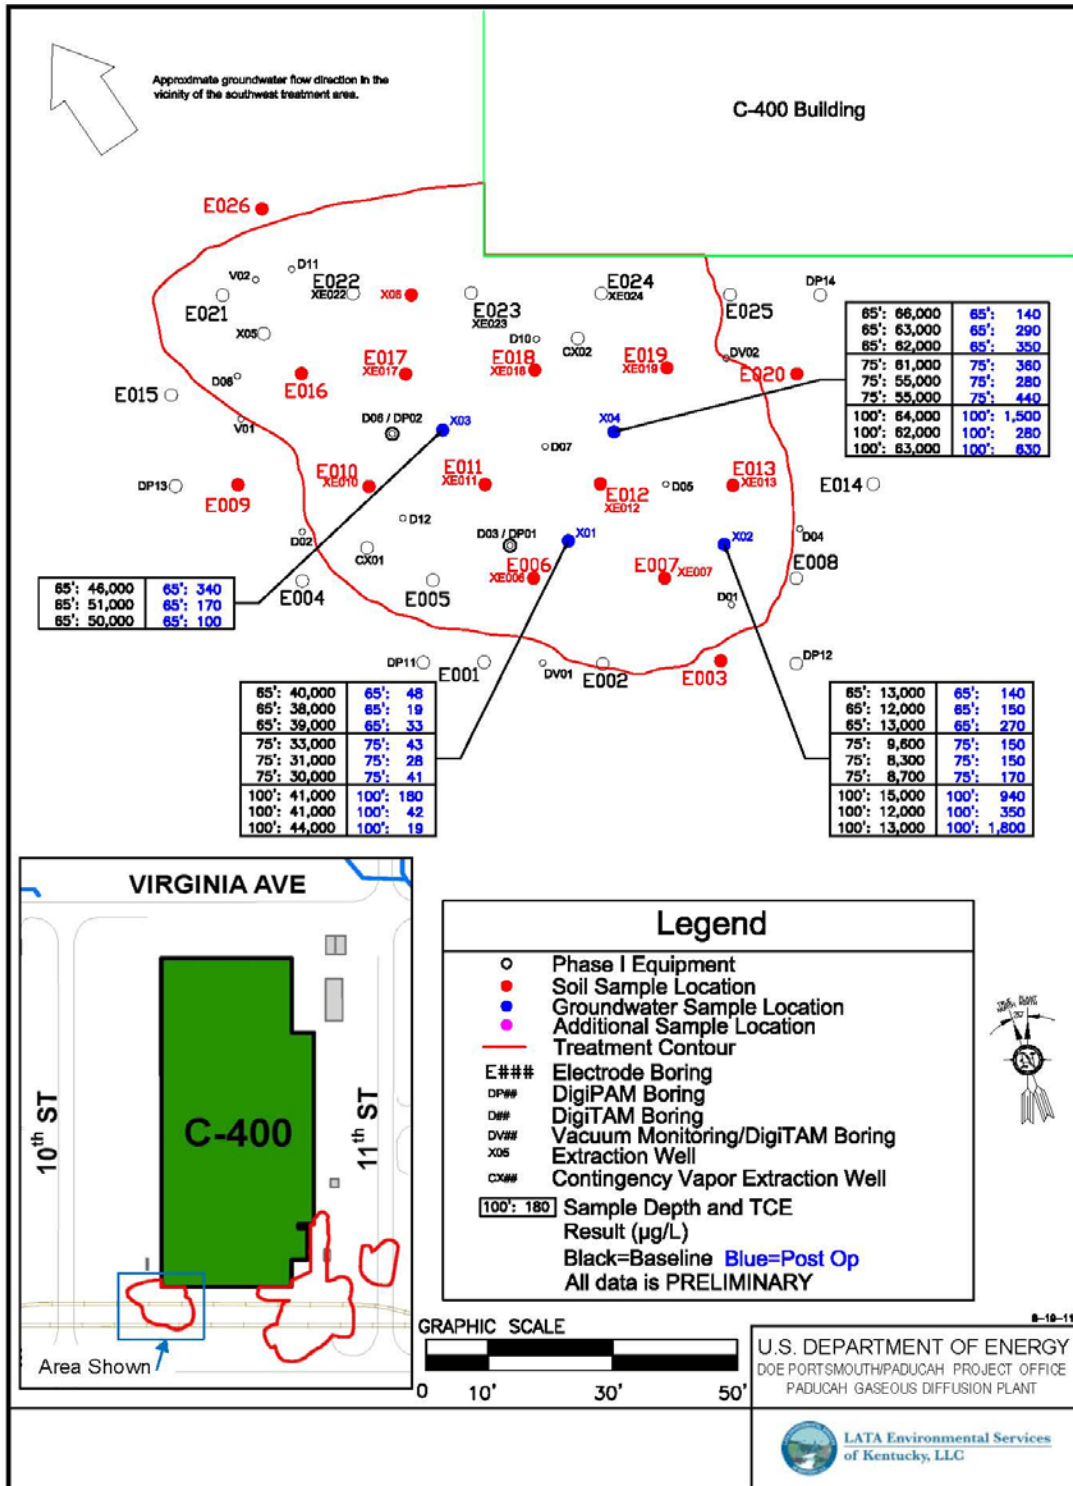 Approximate groundwater flow direction in the
vicinity of the southwest treatment area.
C-400 Building
E026
V02
D11
E022
XE022
X06
E021
E023
XE023
E024
XE024
E025
DP14
X05
D10
CX02
DV02
E017
XE017
E018
XE018
E019
XE019
E020
D06
E016
E015
V01
D06 / DP02
X03
X04
D07
DP13
E009
E010
XE010
E011
XE011
E012
XE012
D05
E013
XE013
E014
D12
D02
D03 / DP01
X01
X02
D04
CX01
E004
E005
E006
XE006
E007
XE007
E008
D01
DP11
E001
DV01
E002
E003
DP12
65': 66,000 65': 140
65': 63,000 65': 290
65': 62,000 65': 350
75': 61,000 75': 360
75': 55,000 75': 280
75': 55,000 75': 440
100': 64,000 100': 1,500
100': 62,000 100': 280
100': 63,000 100': 630
65': 46,000 65': 340
65': 51,000 65': 170
65': 50,000 65': 100
65': 40,000 65': 48
65': 38,000 65': 19
65': 39,000 65': 33
75': 33,000 75': 43
75': 31,000 75': 28
75': 30,000 75': 41
100': 41,000 100': 180
100': 41,000 100': 42
100': 44,000 100': 19
65': 13,000 65': 140
65': 12,000 65': 150
65': 13,000 65': 270
75': 9,600 75': 150
75': 8,300 75': 150
75': 8,700 75': 170
100': 15,000 100': 940
100': 12,000 100': 350
100': 13,000 100': 1,800
VIRGINIA AVE
10th ST
C-400
11th ST
Area Shown
Legend
Phase I Equipment
Soil Sample Location
Groundwater Sample Location
Additional Sample Location
Treatment Contour
E### Electrode Boring
DP## DigiPAM Boring
D## DigiTAM Boring
DV## Vacuum Monitoring/DigiTAM Boring
X05 Extraction Well
CX## Contingency Vapor Extraction Well
100': 180 Sample Depth and TCE
Result (µg/L)
Black=Baseline Blue=Post Op
All data is PRELIMINARY
TRUE NORTH
PLANT NORTH
N
GRAPHIC SCALE
0 10' 30' 50'
U.S. DEPARTMENT OF ENERGY
DOE PORTSMOUTH/PADUCAH PROJECT OFFICE
PADUCAH GASEOUS DIFFUSION PLANT
LATA Environmental Services
of Kentucky, LLC